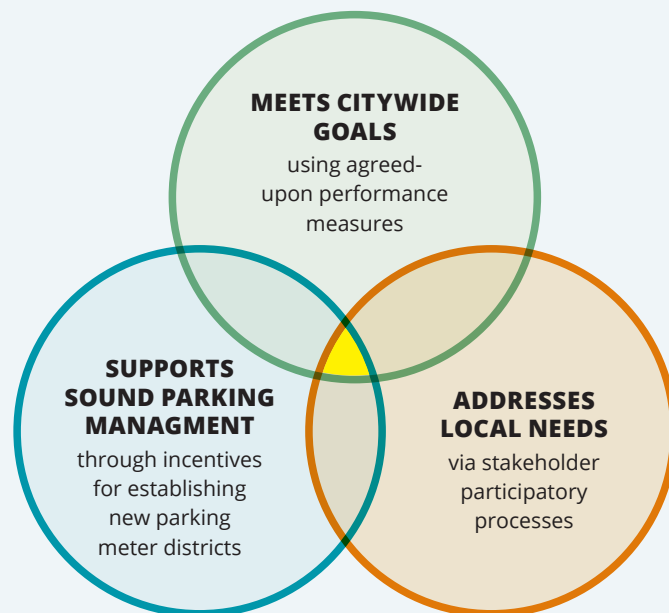 MEETS CITYWIDE
GOALS
using agreed-
upon performance
measures
SUPPORTS
SOUND PARKING
MANAGMENT
through incentives
for establishing
new parking
meter districts
ADDRESSES
LOCAL NEEDS
via stakeholder
participatory
processes